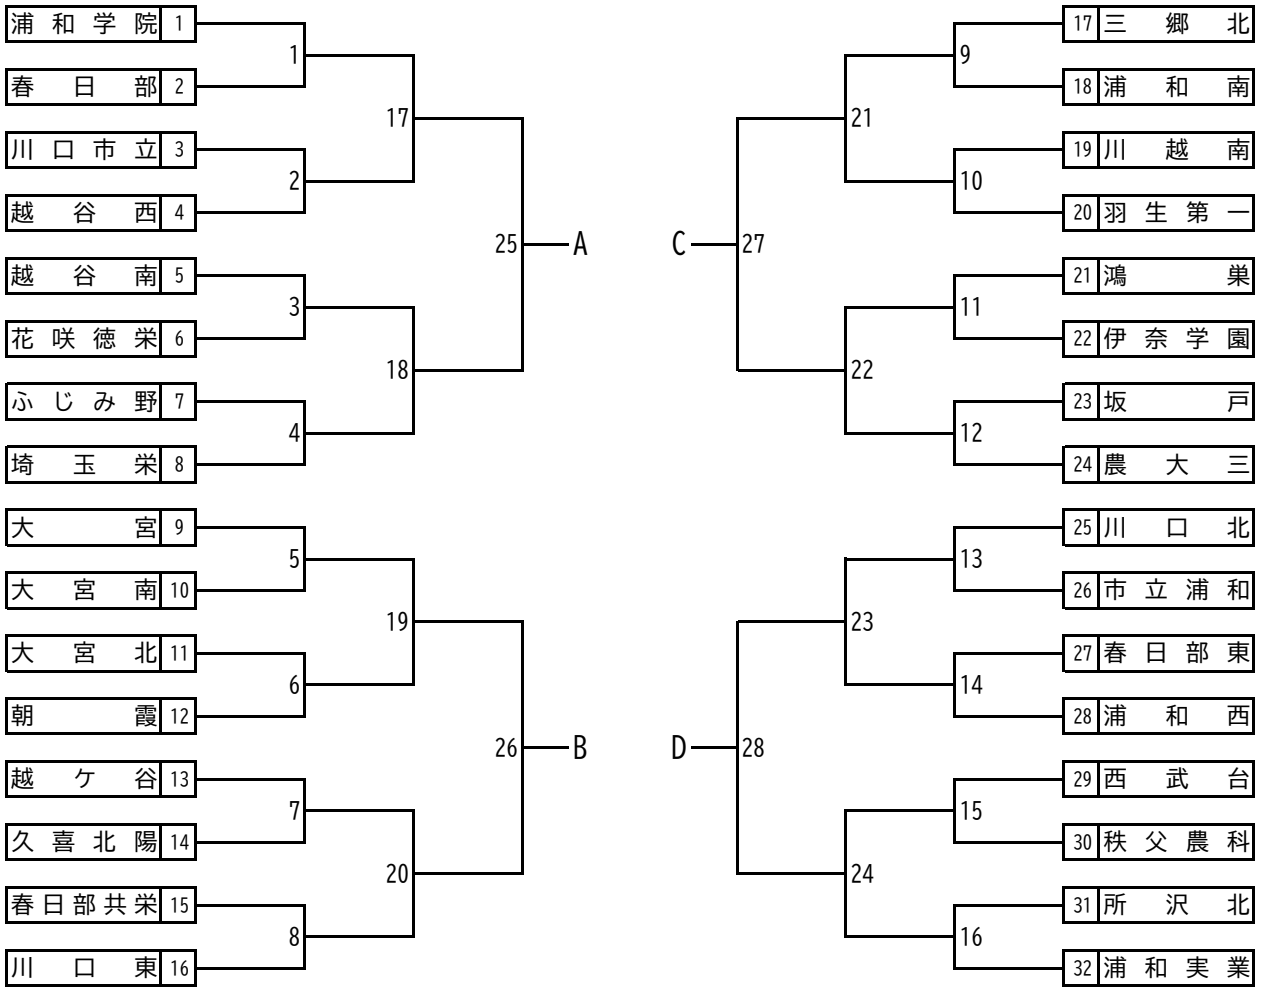 浦和学院 1
春日部 2
川口市立 3
越谷西 4
越谷南 5
花咲徳栄 6
ふじみ野 7
埼玉栄 8
大宮 9
大宮南 10
大宮北 11
朝霞 12
越ケ谷 13
久喜北陽 14
春日部共栄 15
川口東 16
1
2
3
4
5
6
7
8
17
18
19
20
25
26
A
B
C
D
27
28
21
22
23
24
9
10
11
12
13
14
15
16
17 三郷北
18 浦和南
19 川越南
20 羽生第一
21 鴻巣
22 伊奈学園
23 坂戸
24 農大三
25 川口北
26 市立浦和
27 春日部東
28 浦和西
29 西武台
30 秩父農科
31 所沢北
32 浦和実業